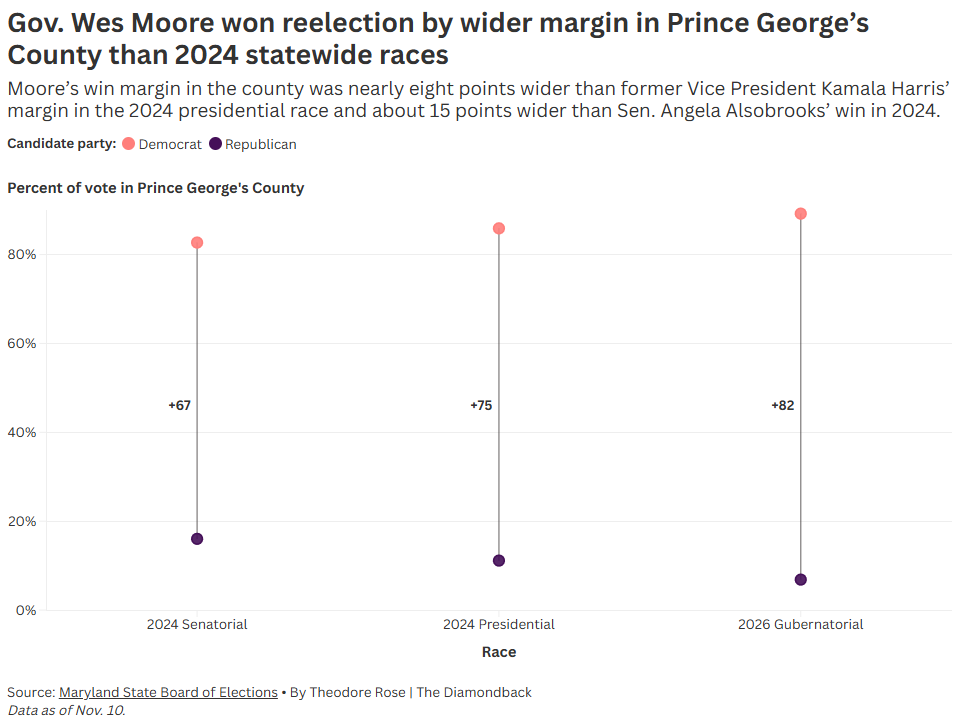 Gov. Wes Moore won reelection by wider margin in Prince George’s
County than 2024 statewide races
Moore’s win margin in the county was nearly eight points wider than former Vice President Kamala Harris’
margin in the 2024 presidential race and about 15 points wider than Sen. Angela Alsobrooks’ win in 2024.
Candidate party: Democrat Republican
Percent of vote in Prince George's County
80%
60%
+67 +75 +82
40%
20%
0%
2024 Senatorial 2024 Presidential 2026 Gubernatorial
Race
Source: Maryland State Board of Elections • By Theodore Rose | The Diamondback
Data as of Nov. 10.